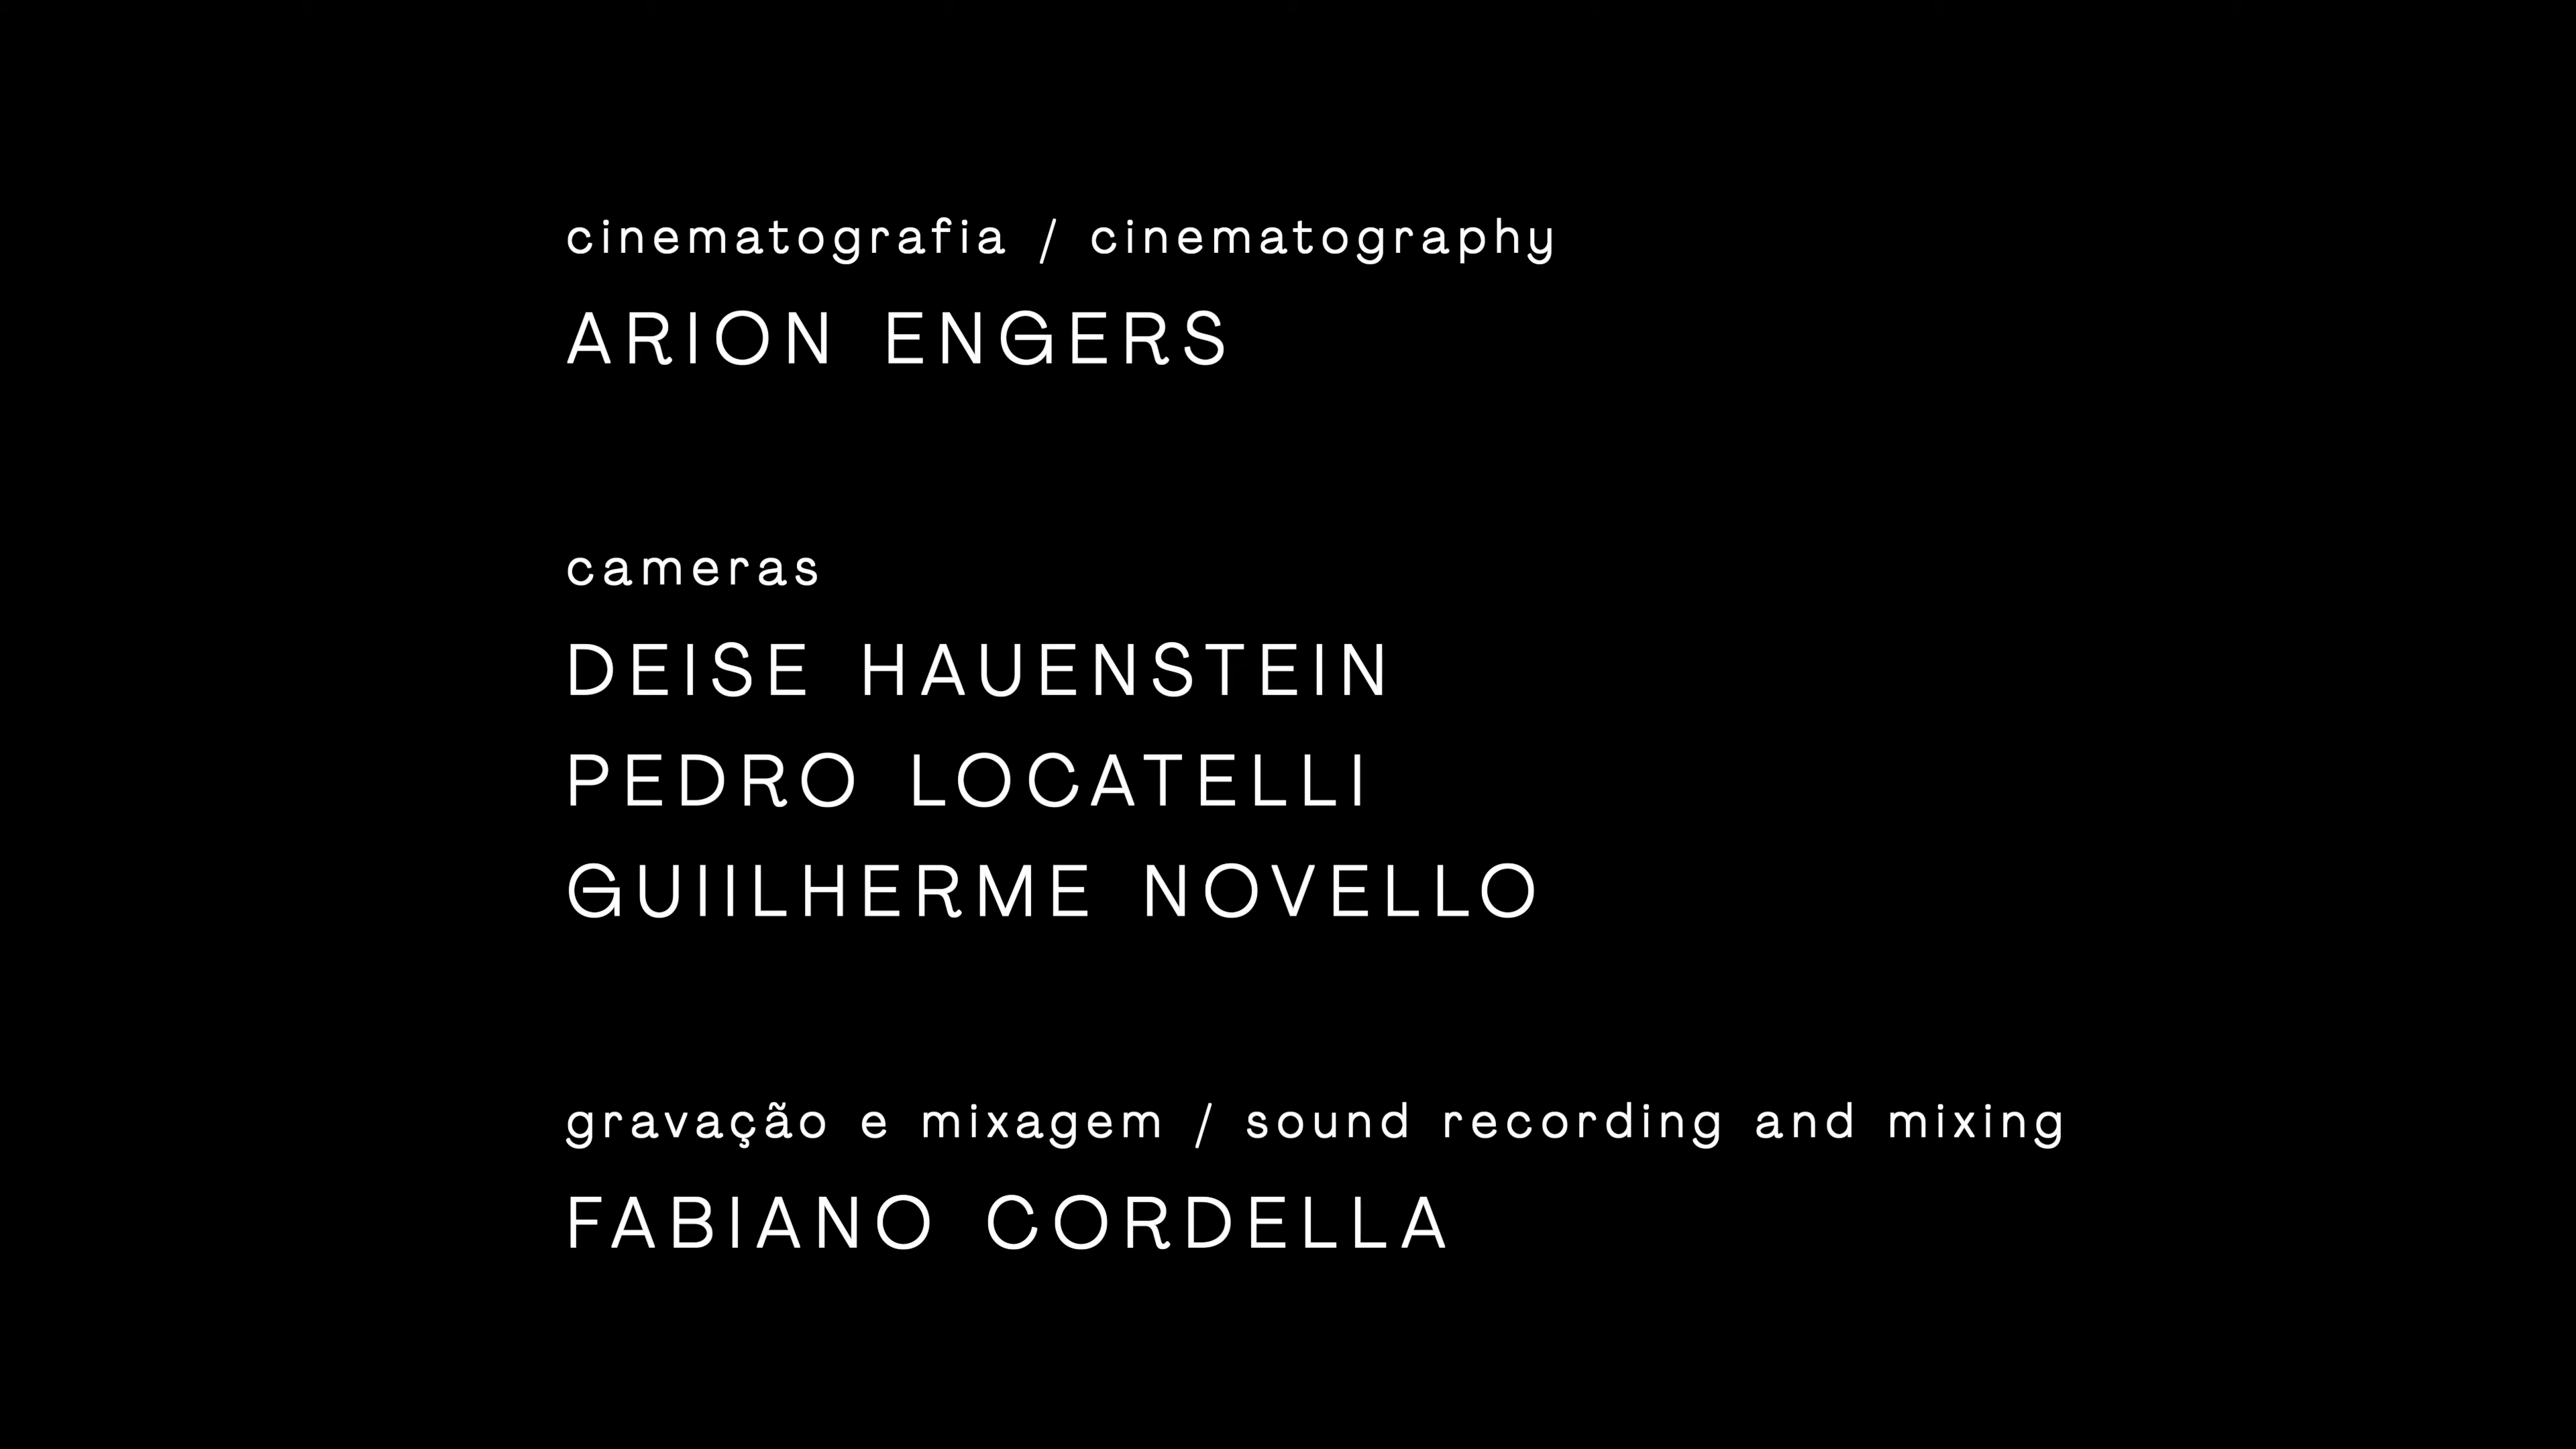 cinematografia / cinematography
ARION ENGERS
cameras
DEISE HAUENSTEIN
PEDRO LOCATELLI
GUIILHERME NOVELLO
gravação e mixagem / sound recording and mixing
FABIANO CORDELLA